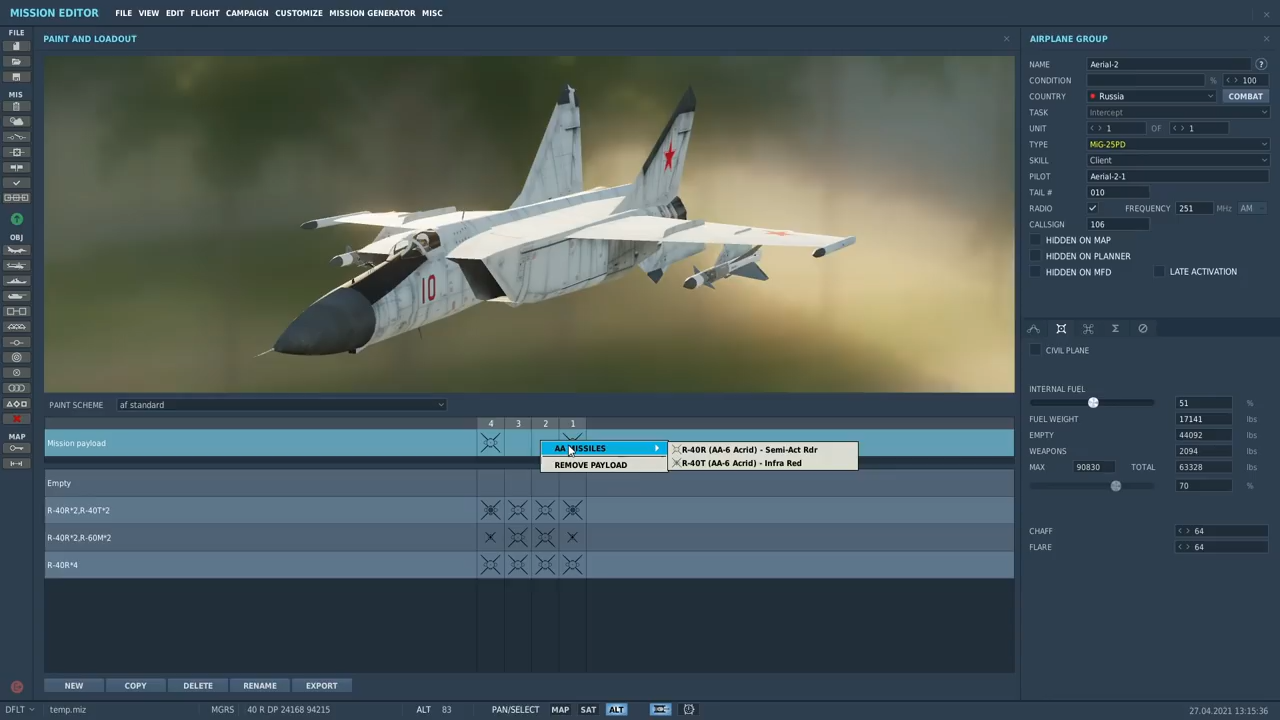 MISSION EDITOR FILE VIEW EDIT FLIGHT CAMPAIGN CUSTOMIZE MISSION GENERATOR MISC
FILE
MIS
OBJ
MAP
PAINT AND LOADOUT
10
PAINT SCHEME af standard
4 3 2 1
Mission payload
AA MISSILES
REMOVE PAYLOAD
R-40R (AA-6 Acrid) - Semi-Act Rdr
R-40T (AA-6 Acrid) - Infra Red
Empty
R-40R*2,R-40T*2
R-40R*2,R-60M*2
R-40R*4
NEW COPY DELETE RENAME EXPORT
AIRPLANE GROUP
NAME Aerial-2 ?
CONDITION % < > 100
COUNTRY Russia COMBAT
TASK Intercept
UNIT < > 1 OF < > 1
TYPE MiG-25PD
SKILL Client
PILOT Aerial-2-1
TAIL # 010
RADIO FREQUENCY 251 MHz AM
CALLSIGN 106
HIDDEN ON MAP
HIDDEN ON PLANNER
HIDDEN ON MFD LATE ACTIVATION
CIVIL PLANE
INTERNAL FUEL 51 %
FUEL WEIGHT 17141 lbs
EMPTY 44092 lbs
WEAPONS 2094 lbs
MAX 90830 TOTAL 63328 lbs
70 %
CHAFF < > 64
FLARE < > 64
DFLT temp.miz MGRS 40 R DP 24168 94215 ALT 83 PAN/SELECT MAP SAT ALT 27.04.2021 13:15:36